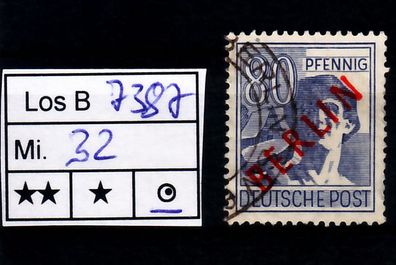 Los B 7387
Mi. 32
80 PFENNIG
BERLIN
DEUTSCHE POST